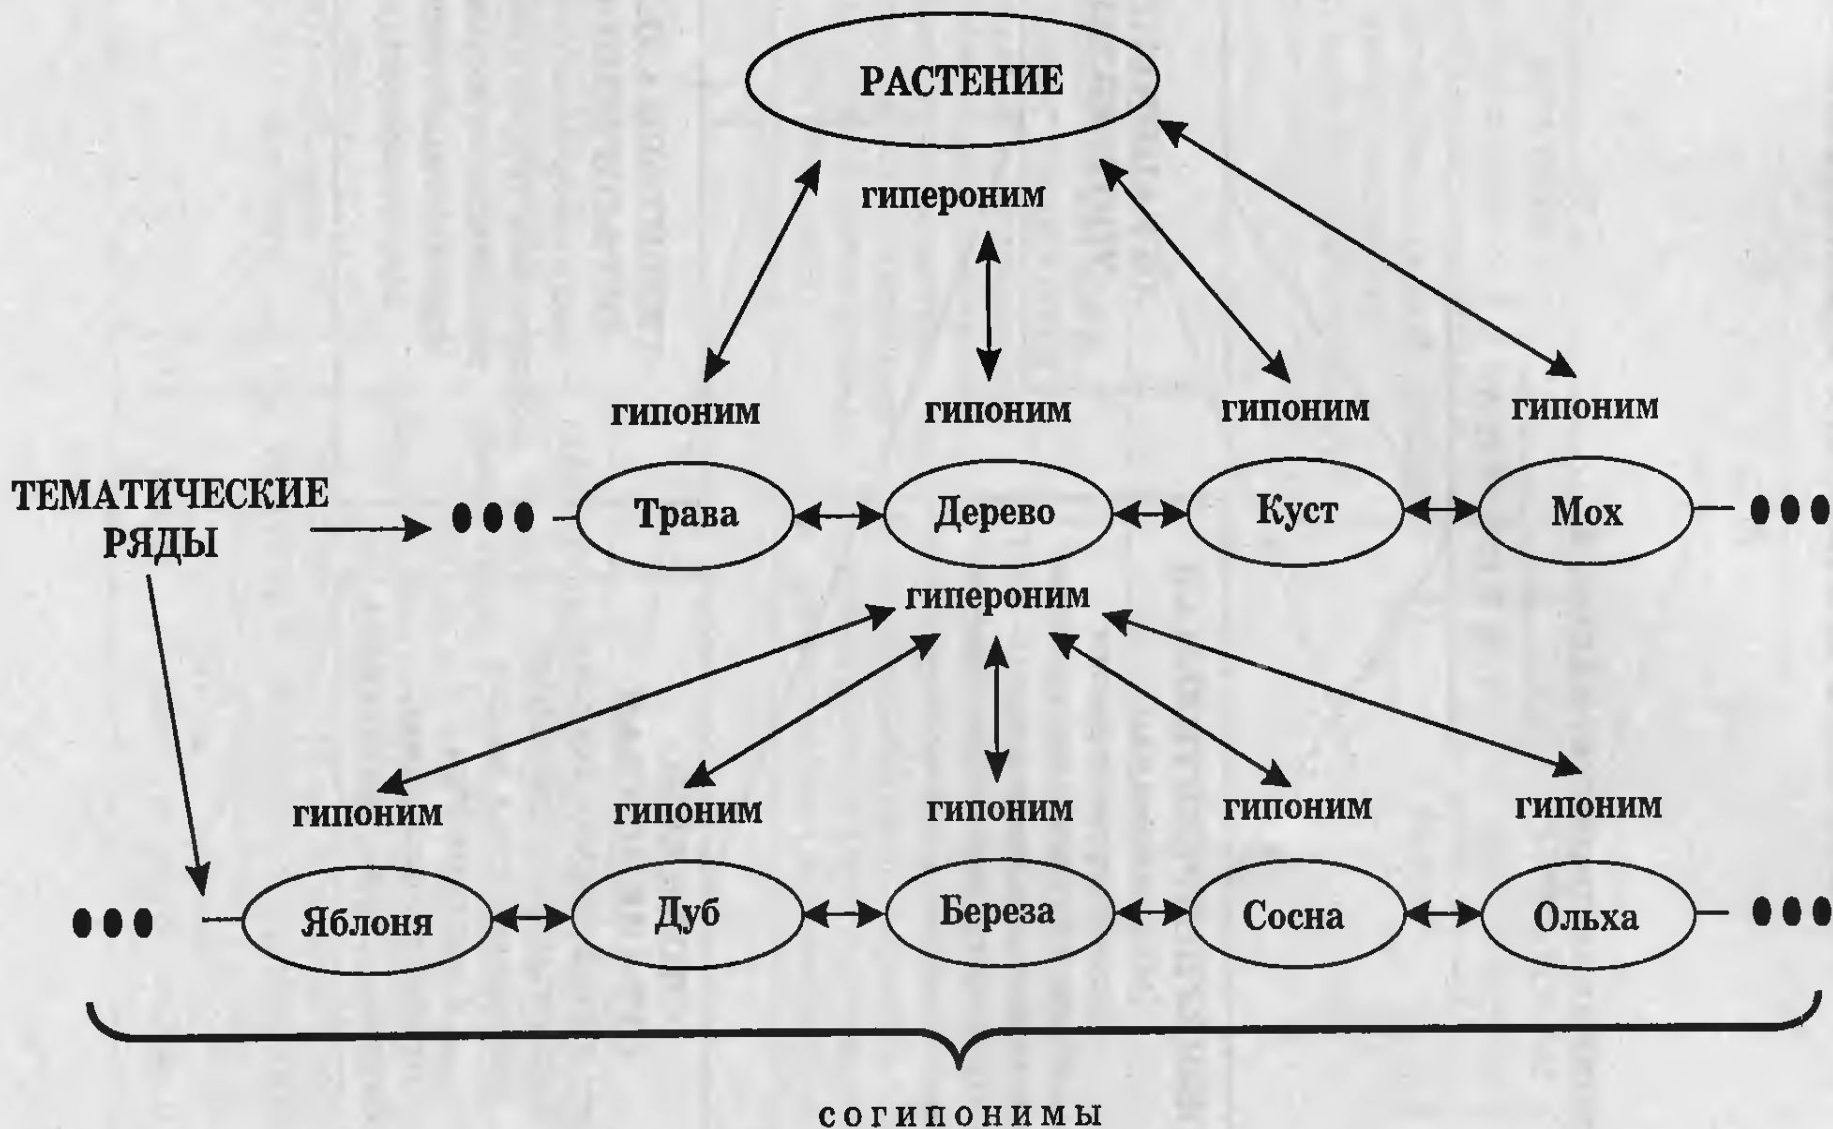 РАСТЕНИЕ
гипероним
гипоним гипоним гипоним гипоним
ТЕМАТИЧЕСКИЕ
РЯДЫ
Трава Дерево Куст Мох
гипероним
гипоним гипоним гипоним гипоним гипоним
Яблоня Дуб Береза Сосна Ольха
согипонимы